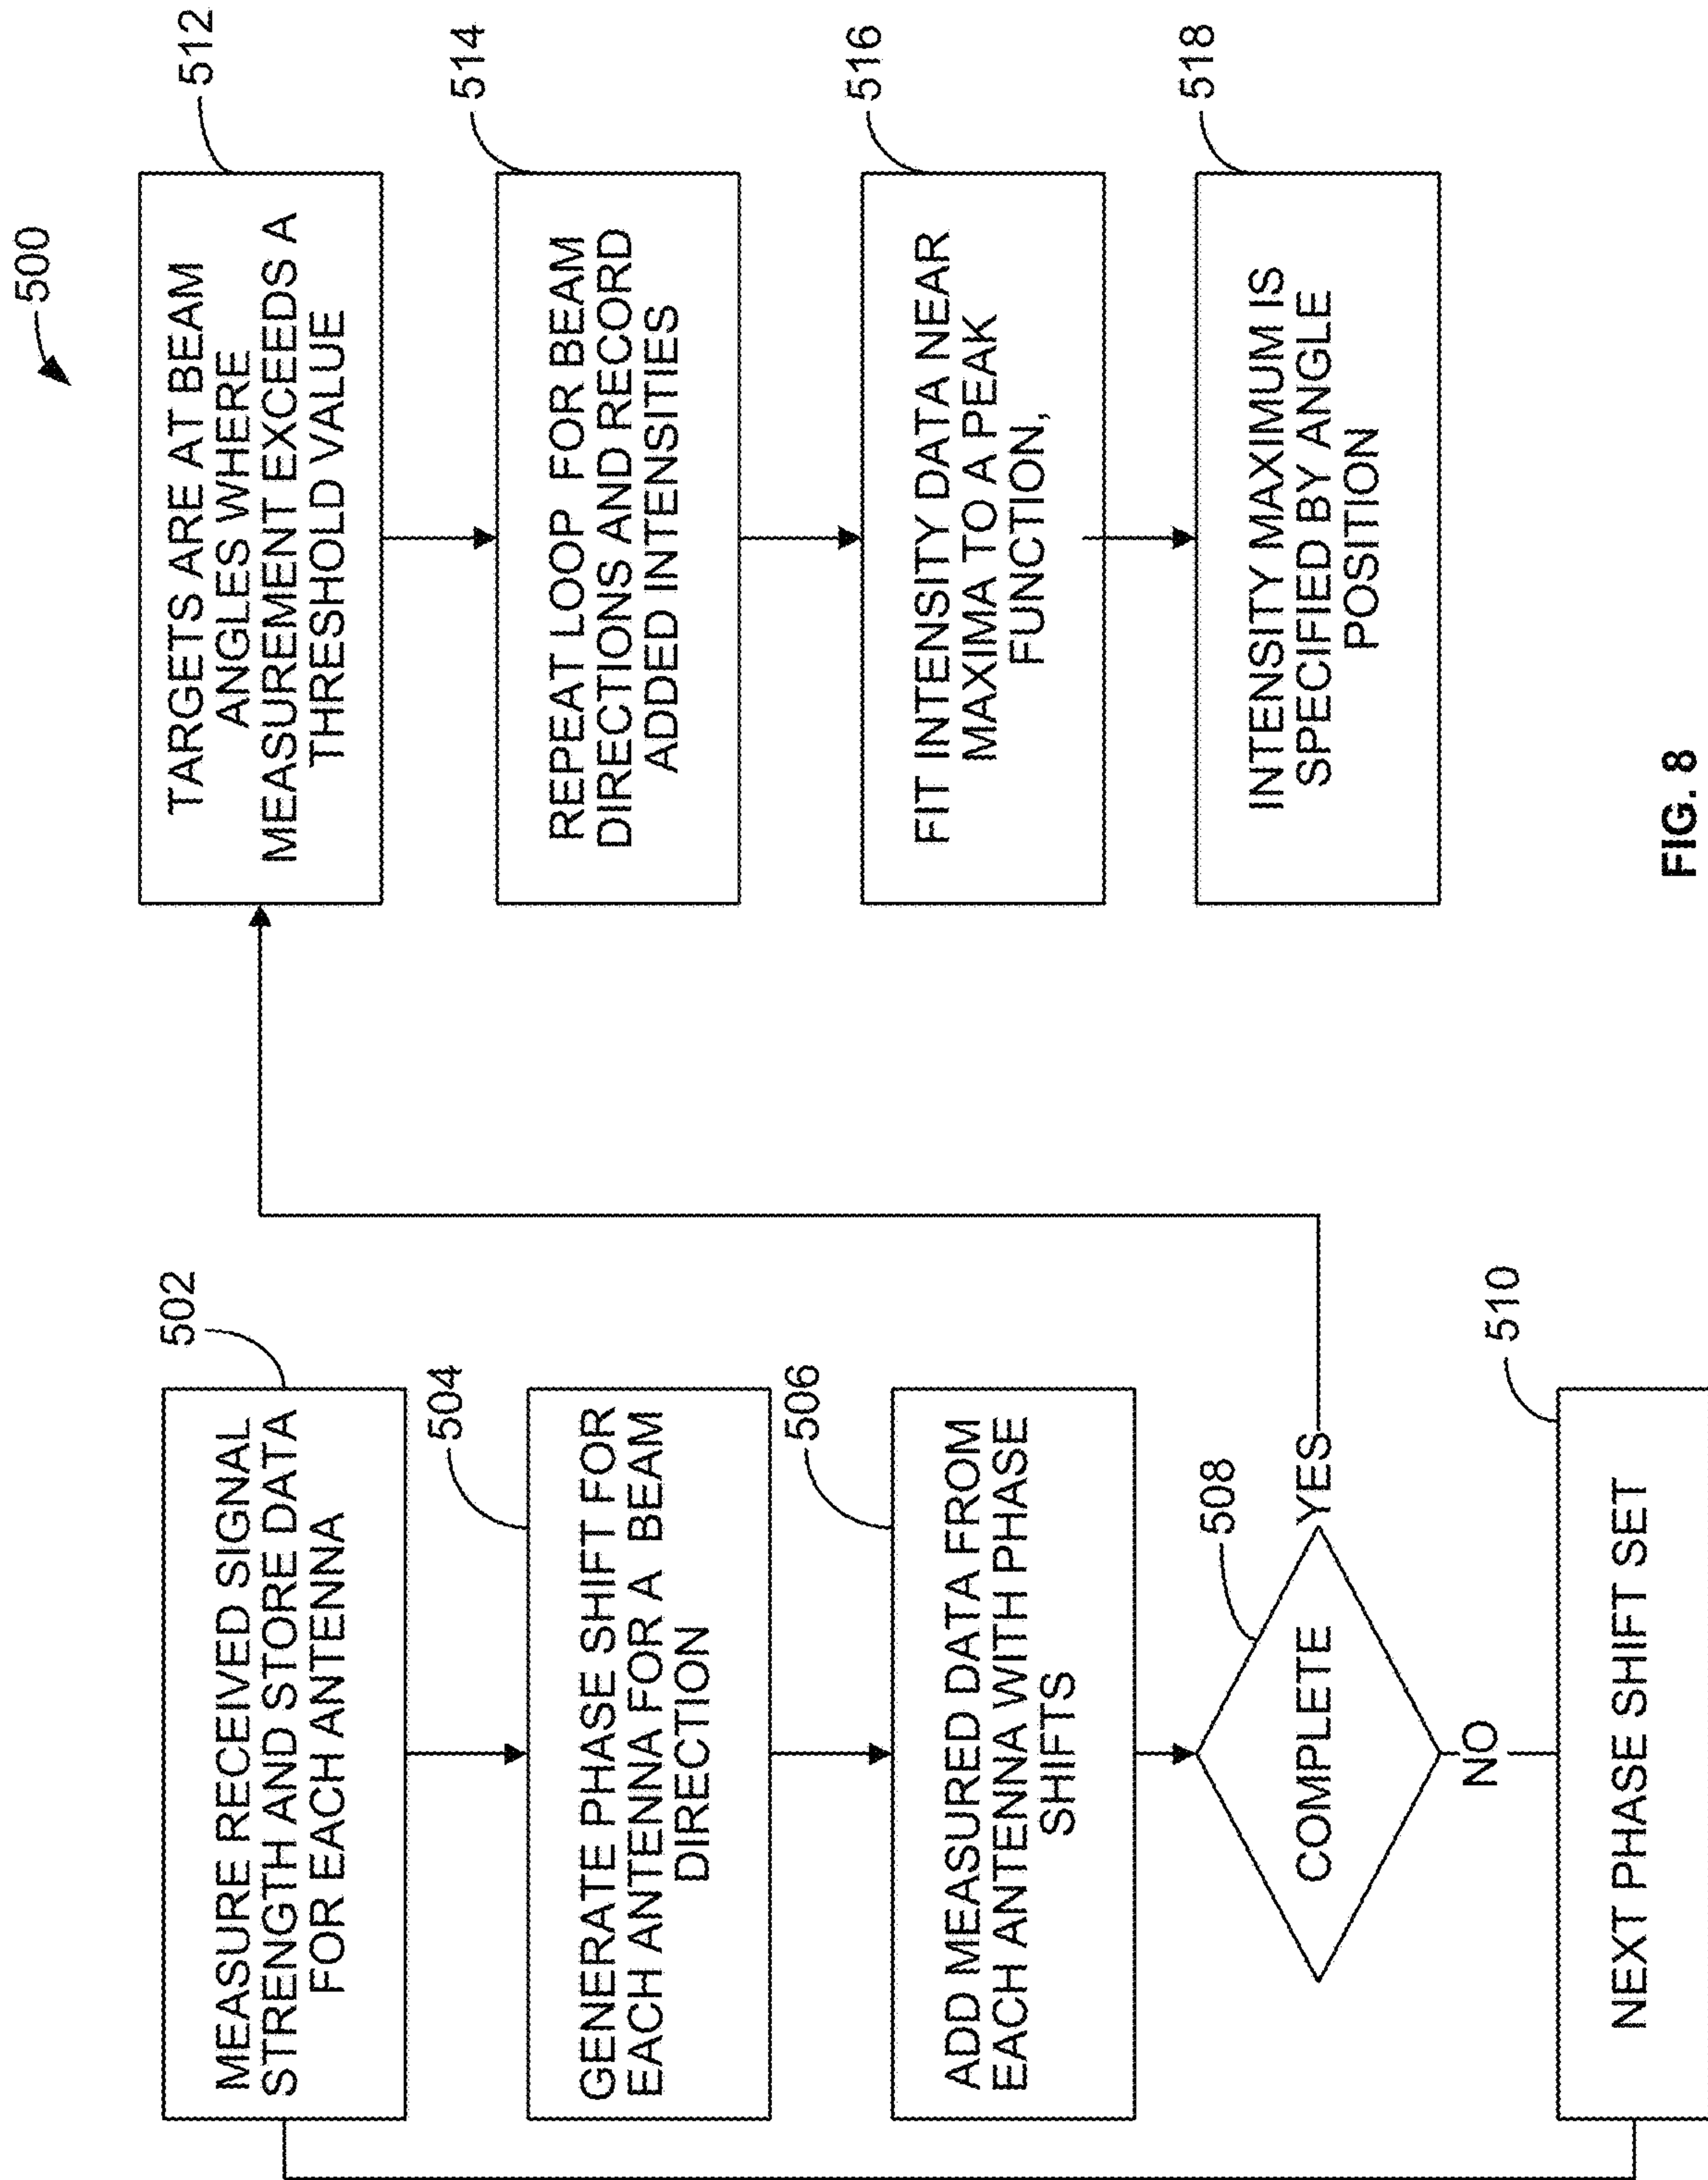 500
502
MEASURE RECEIVED SIGNAL
STRENGTH AND STORE DATA
FOR EACH ANTENNA
504
GENERATE PHASE SHIFT FOR
EACH ANTENNA FOR A BEAM
DIRECTION
506
ADD MEASURED DATA FROM
EACH ANTENNA WITH PHASE
SHIFTS
508
COMPLETE
YES
NO
510
NEXT PHASE SHIFT SET
512
TARGETS ARE AT BEAM
ANGLES WHERE
MEASUREMENT EXCEEDS A
THRESHOLD VALUE
514
REPEAT LOOP FOR BEAM
DIRECTIONS AND RECORD
ADDED INTENSITIES
516
FIT INTENSITY DATA NEAR
MAXIMA TO A PEAK
FUNCTION,
518
INTENSITY MAXIMUM IS
SPECIFIED BY ANGLE
POSITION
FIG. 8